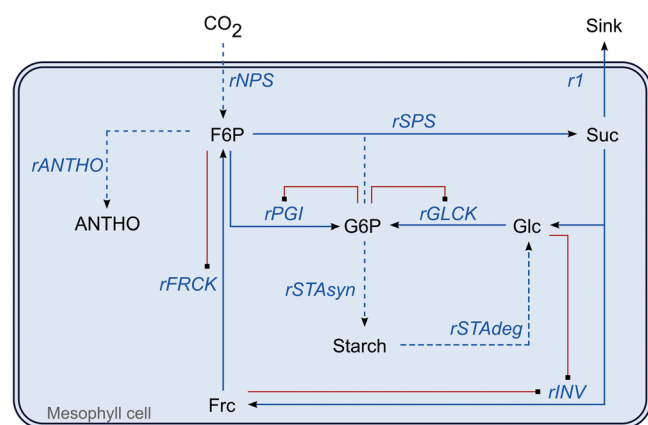 CO2
Sink
rNPS
r1
F6P
rSPS
Suc
rANTHO
ANTHO
rPGI
G6P
rGLCK
Glc
rFRCK
rSTAsyn
rSTAdeg
Starch
Frc
rINV
Mesophyll cell